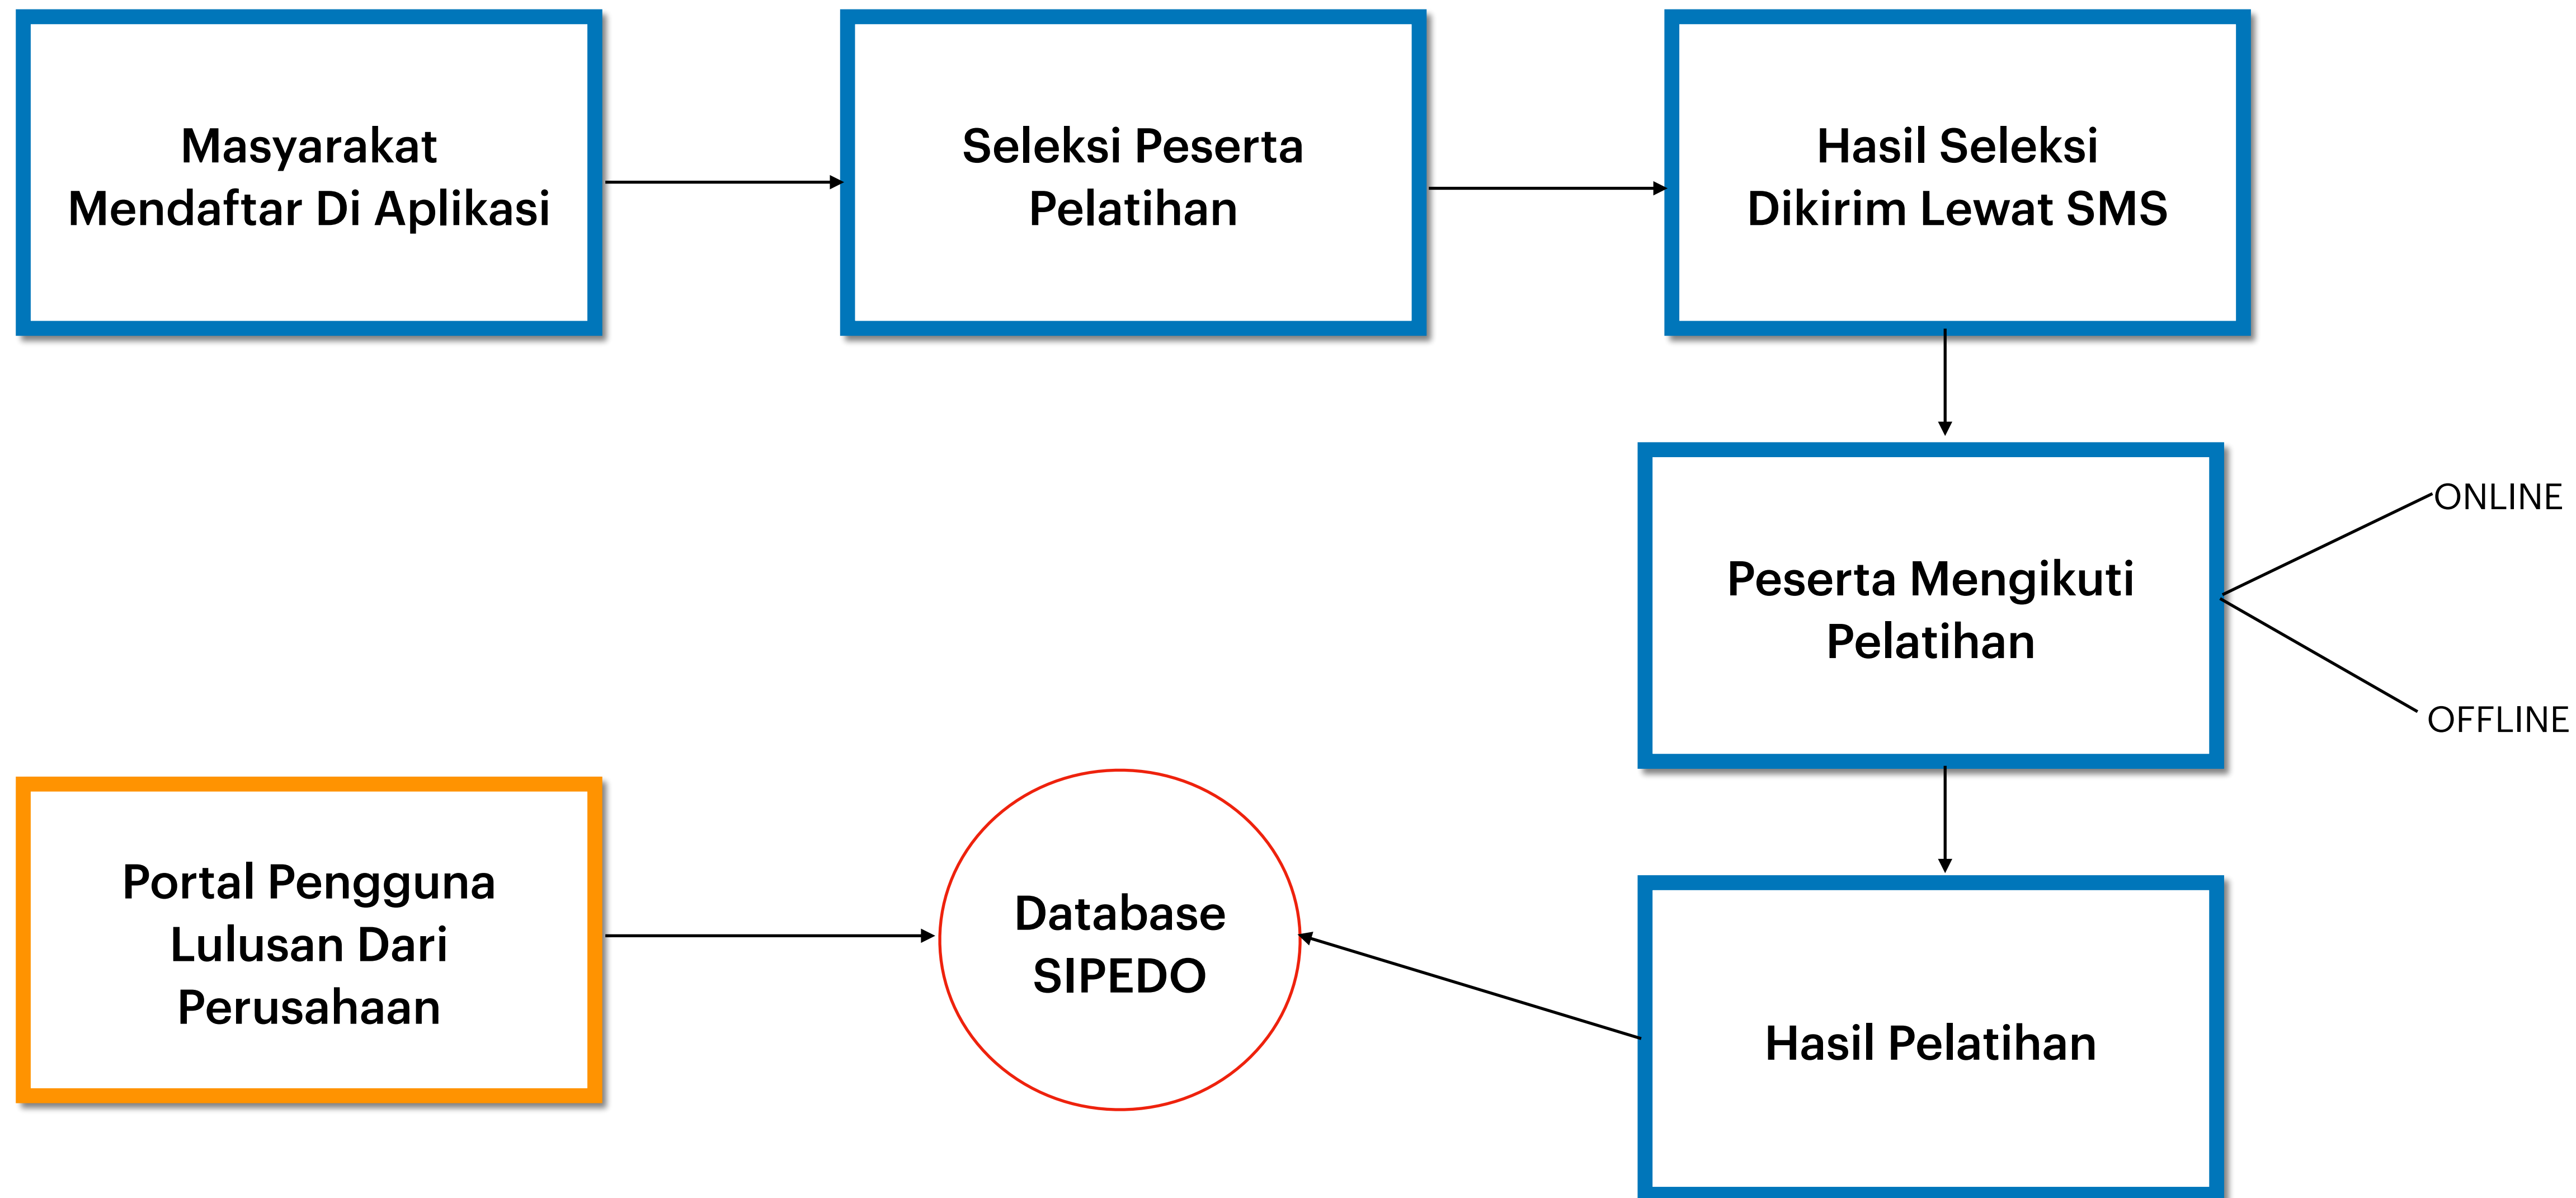 Masyarakat
Mendaftar Di Aplikasi
Seleksi Peserta
Pelatihan
Hasil Seleksi
Dikirim Lewat SMS
Peserta Mengikuti
Pelatihan
ONLINE
OFFLINE
Portal Pengguna
Lulusan Dari
Perusahaan
Database
SIPEDO
Hasil Pelatihan